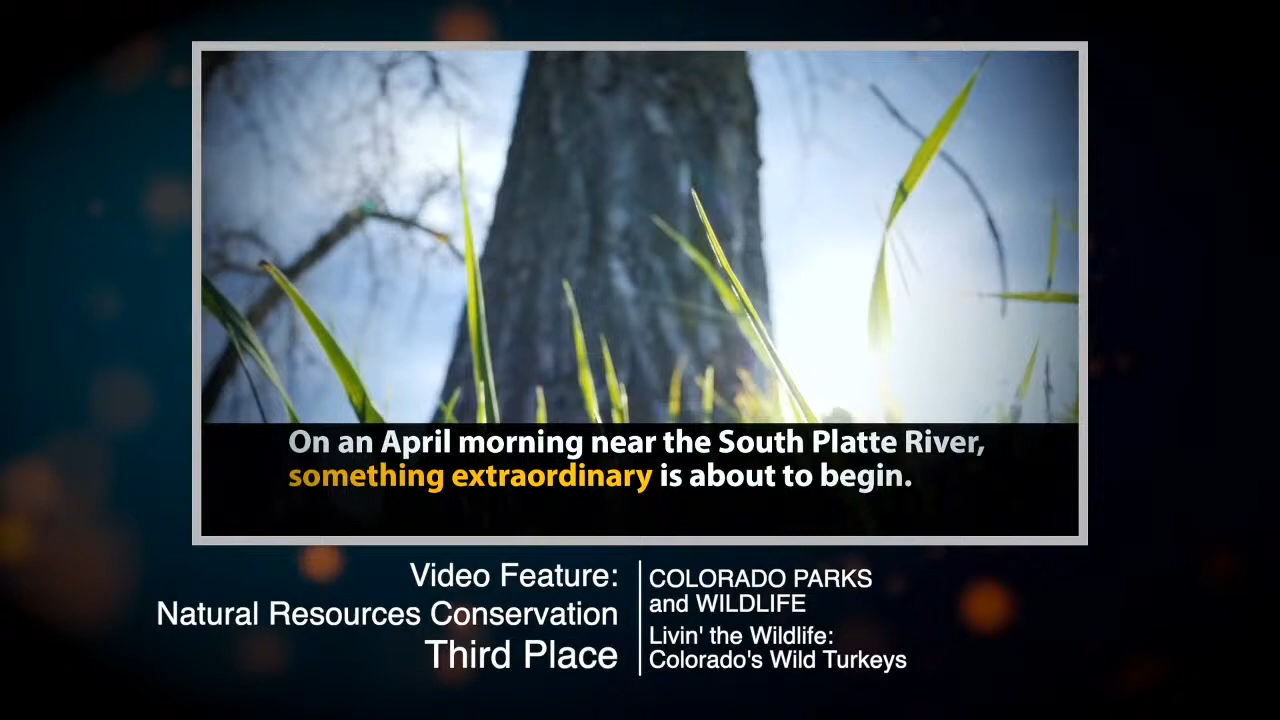 On an April morning near the South Platte River,
something extraordinary is about to begin.
Video Feature:
Natural Resources Conservation
Third Place
COLORADO PARKS
and WILDLIFE
Livin' the Wildlife:
Colorado's Wild Turkeys